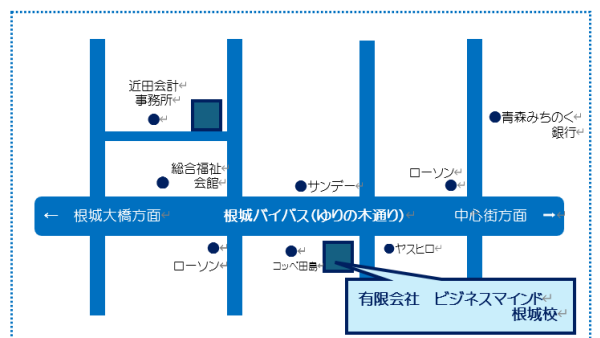 近田会計
事務所
青森みちのく
銀行
総合福祉
会館
サンデー
ローソン
← 根城大橋方面
根城バイパス(ゆりの木通り)
中心街方面 →
ローソン
コッペ田島
ヤスヒロ
有限会社 ビジネスマインド
根城校